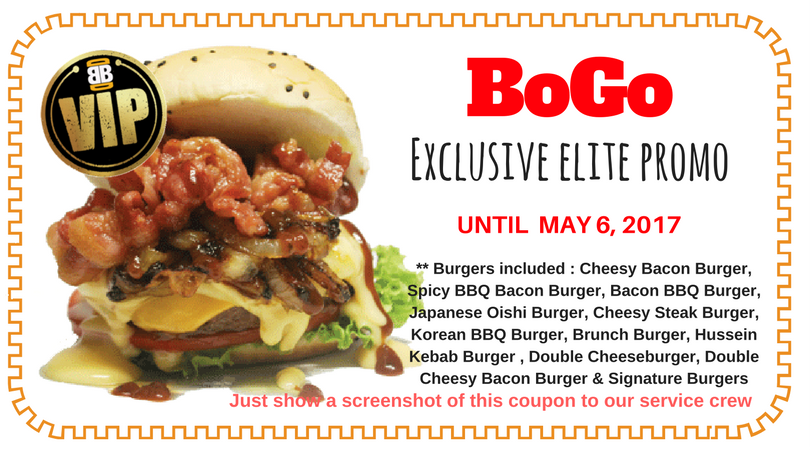 BB
VIP
BoGo
EXCLUSIVE ELITE PROMO
UNTIL MAY 6, 2017
** Burgers included : Cheesy Bacon Burger,
Spicy BBQ Bacon Burger, Bacon BBQ Burger,
Japanese Oishi Burger, Cheesy Steak Burger,
Korean BBQ Burger, Brunch Burger, Hussein
Kebab Burger , Double Cheeseburger, Double
Cheesy Bacon Burger & Signature Burgers
Just show a screenshot of this coupon to our service crew